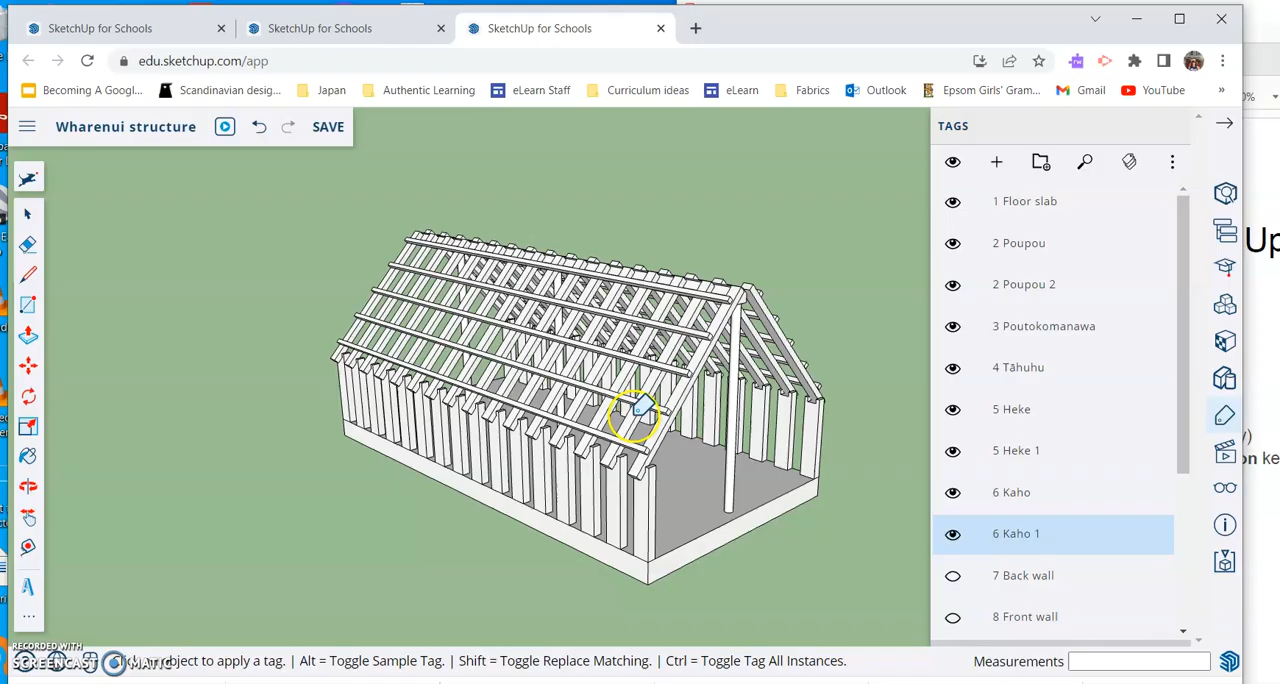 SketchUp for Schools
SketchUp for Schools
SketchUp for Schools
edu.sketchup.com/app
Becoming A Googl... Scandinavian desig... Japan Authentic Learning eLearn Staff Curriculum ideas eLearn Fabrics Outlook Epsom Girls' Gram... Gmail YouTube »
Wharenui structure SAVE
TAGS
1 Floor slab
2 Poupou
2 Poupou 2
3 Poutokomanawa
4 Tāhuhu
5 Heke
5 Heke 1
6 Kaho
6 Kaho 1
7 Back wall
8 Front wall
Up
on ke
RECORDED WITH
SCREENCAST MATIC
object to apply a tag. | Alt = Toggle Sample Tag. | Shift = Toggle Replace Matching. | Ctrl = Toggle Tag All Instances.
Measurements